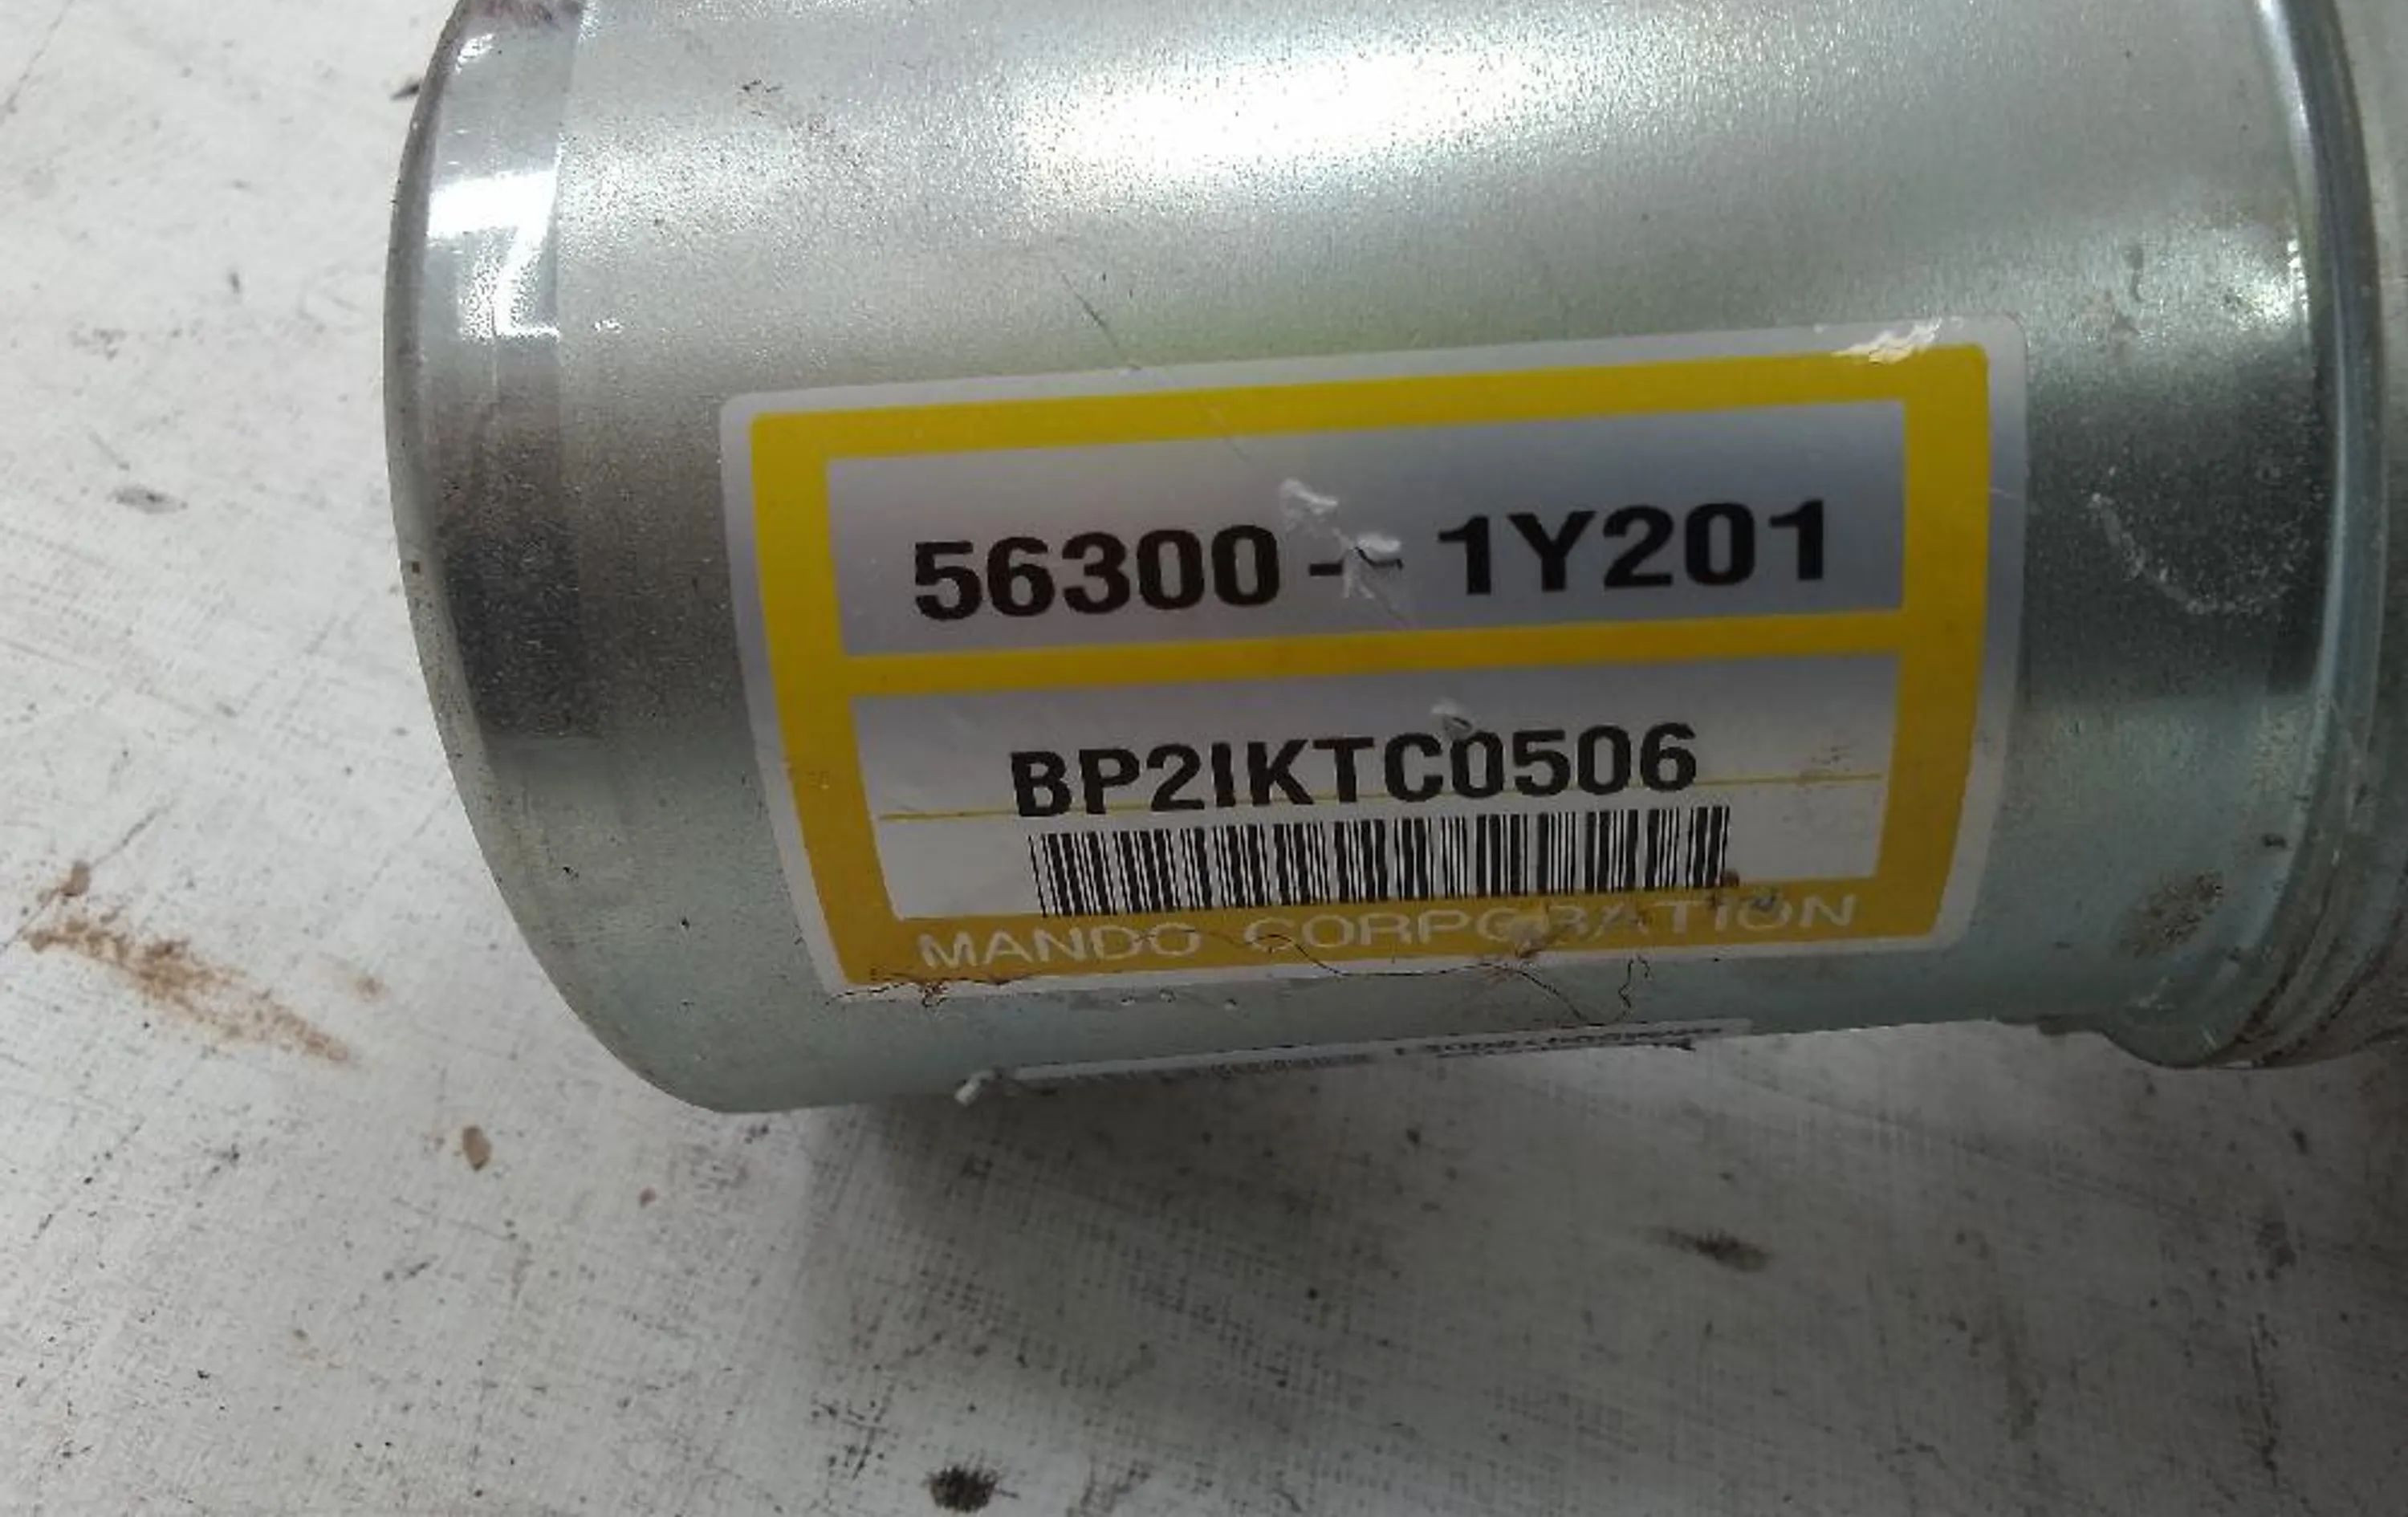 56300-1Y201
BP2IKTC0506
MANDO CORPORATION